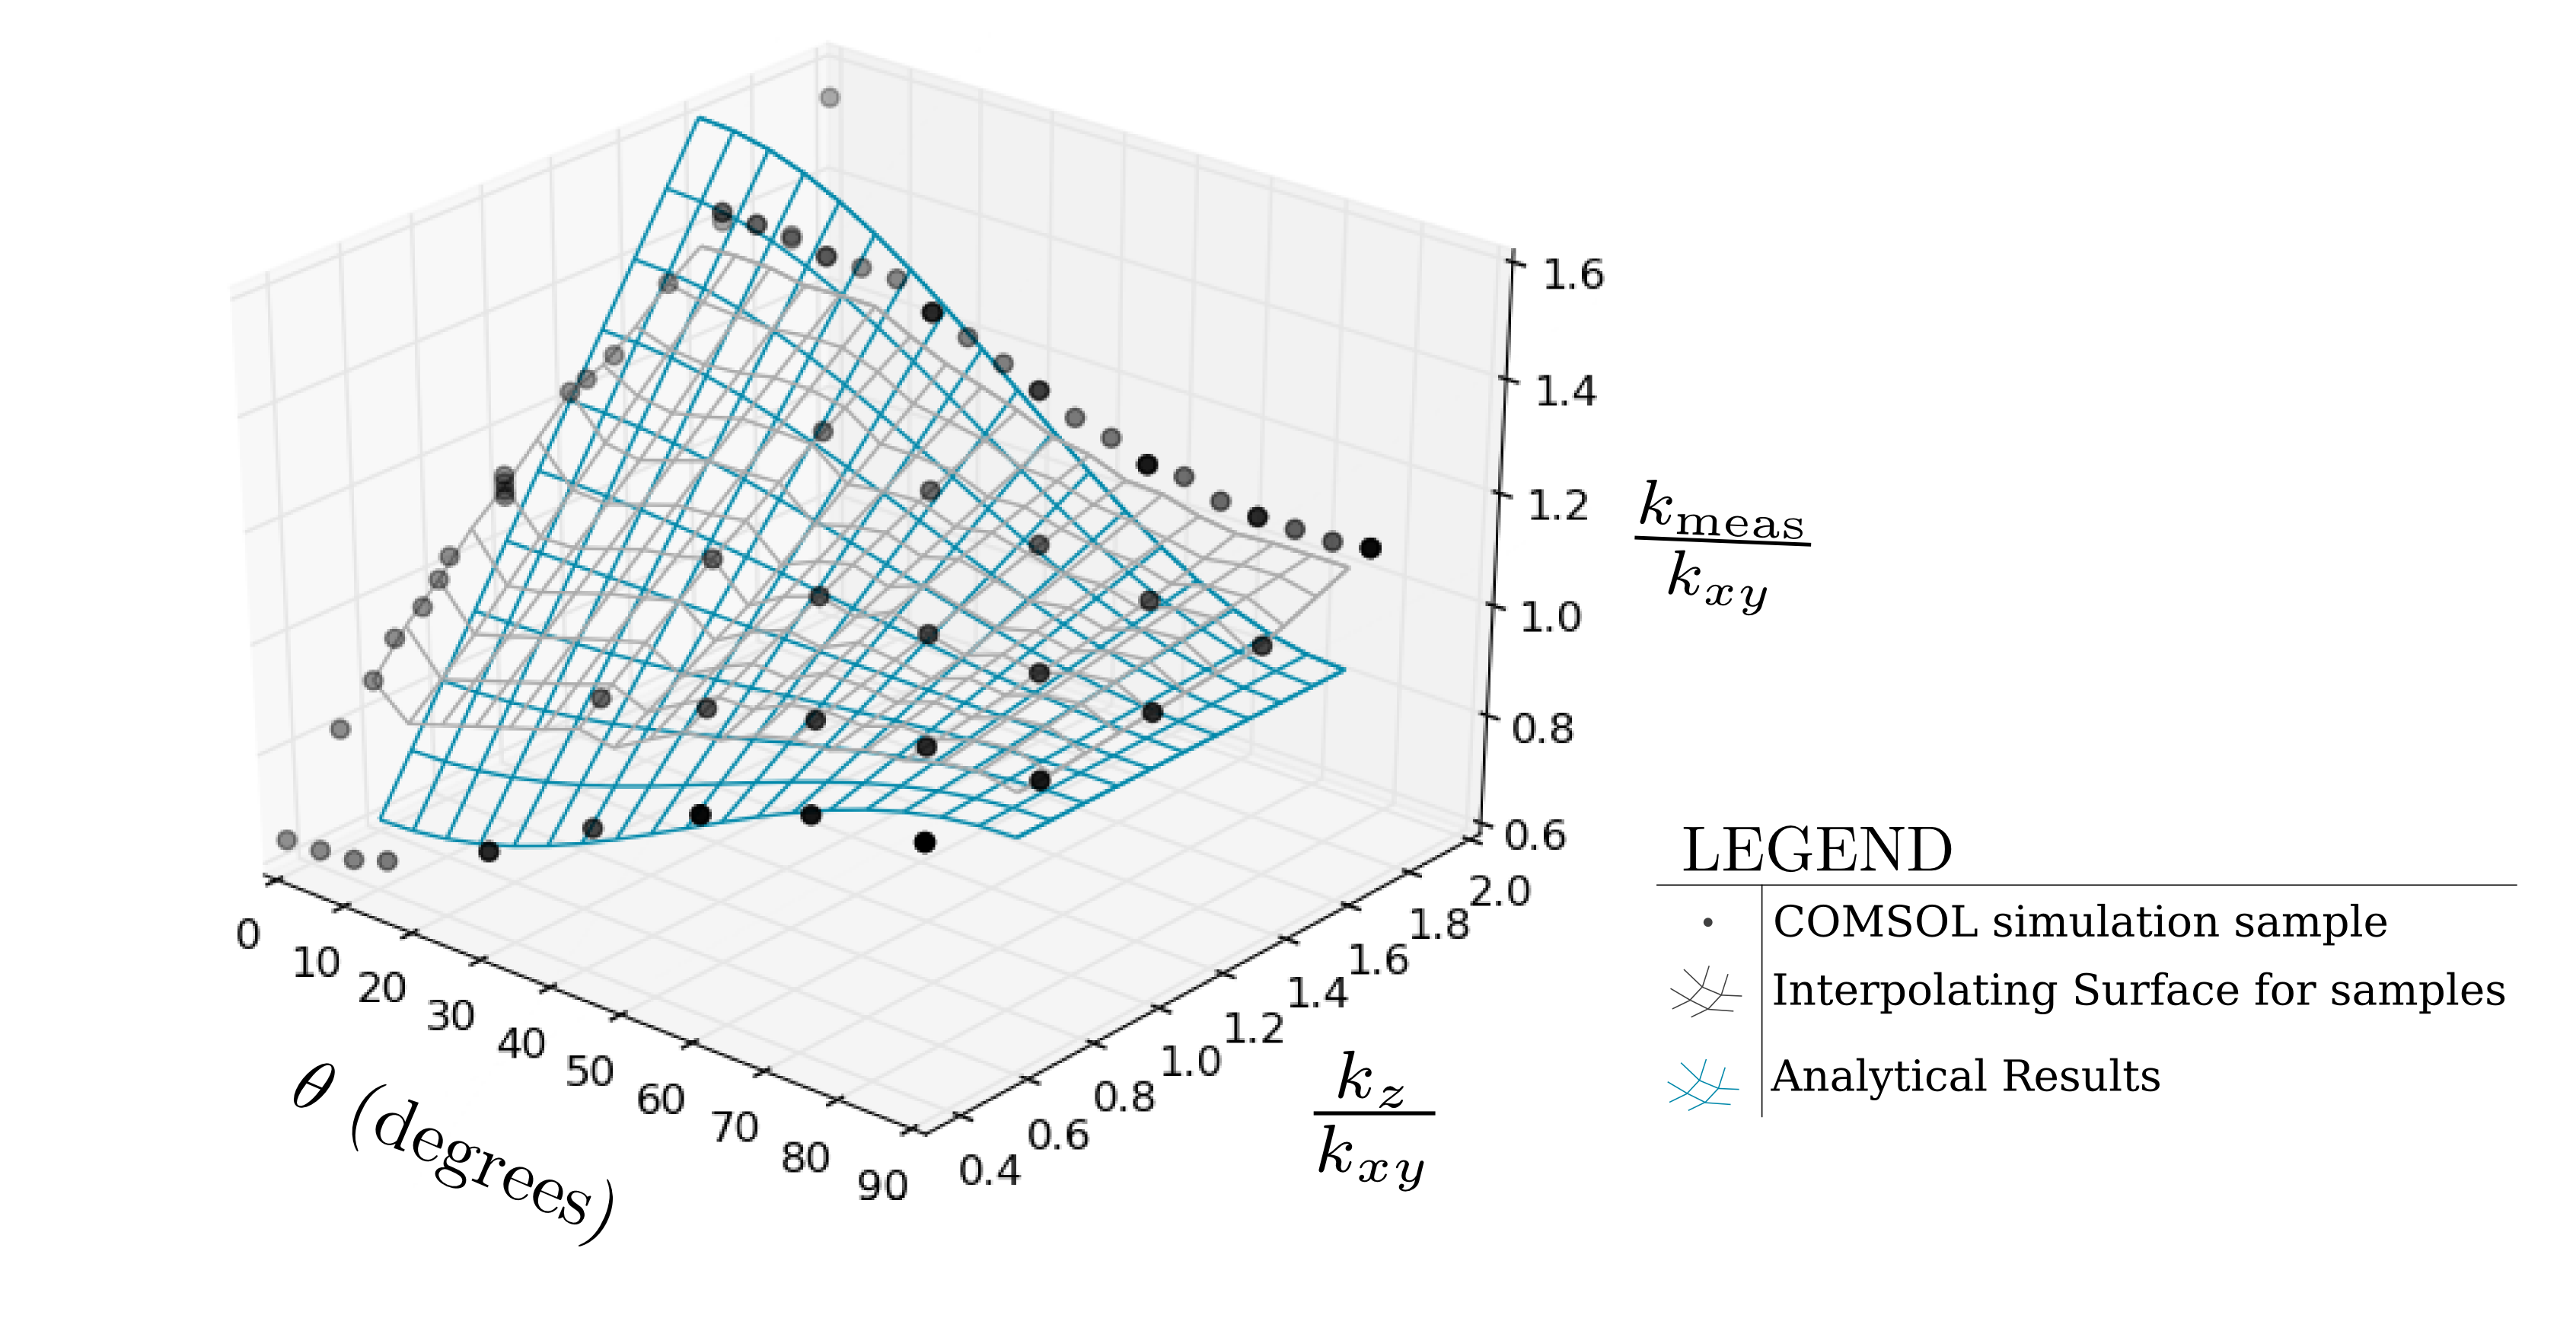 1.6
1.4
1.2
1.0
0.8
0.6
k_meas
k_xy
0
10
20
30
40
50
60
70
80
90
θ (degrees)
0.4
0.6
0.8
1.0
1.2
1.4
1.6
1.8
2.0
k_z
k_xy
LEGEND
COMSOL simulation sample
Interpolating Surface for samples
Analytical Results